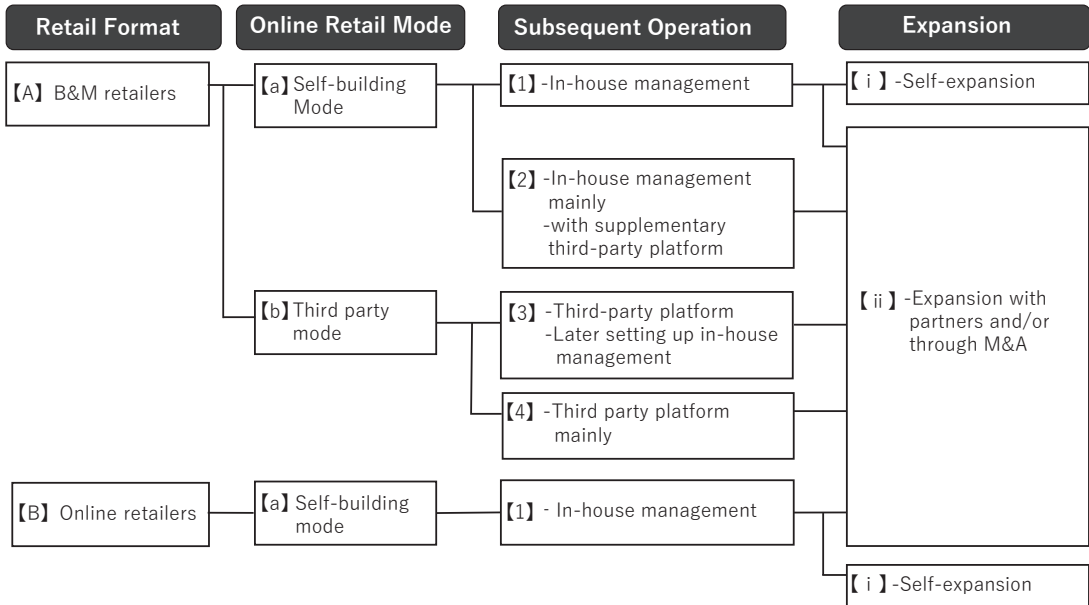 Retail Format
Online Retail Mode
Subsequent Operation
Expansion
【A】 B&M retailers
【a】 Self-building
Mode
【1】 -In-house management
【ⅰ】 -Self-expansion
【2】 -In-house management
mainly
-with supplementary
third-party platform
【b】 Third party
mode
【3】 -Third-party platform
-Later setting up in-house
management
【ⅱ】 -Expansion with
partners and/or
through M&A
【4】 -Third party platform
mainly
【B】 Online retailers
【a】 Self-building
mode
【1】 - In-house management
【ⅰ】 -Self-expansion